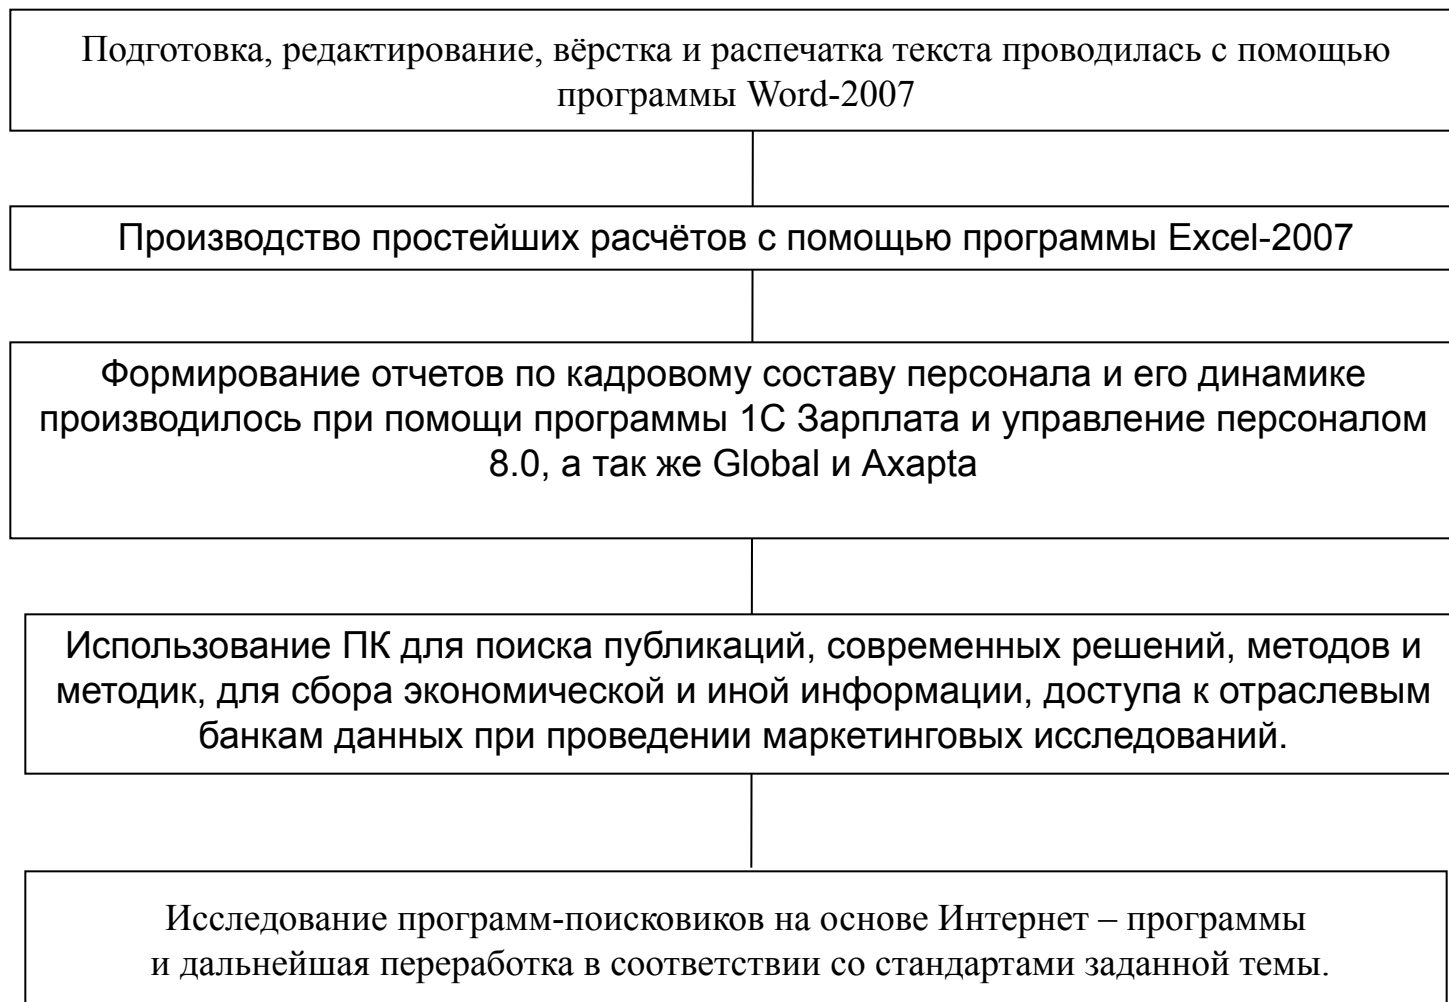 Подготовка, редактирование, вёрстка и распечатка текста проводилась с помощью
программы Word-2007
Производство простейших расчётов с помощью программы Excel-2007
Формирование отчетов по кадровому составу персонала и его динамике
производилось при помощи программы 1С Зарплата и управление персоналом
8.0, а так же Global и Axapta
Использование ПК для поиска публикаций, современных решений, методов и
методик, для сбора экономической и иной информации, доступа к отраслевым
банкам данных при проведении маркетинговых исследований.
Исследование программ-поисковиков на основе Интернет – программы
и дальнейшая переработка в соответствии со стандартами заданной темы.